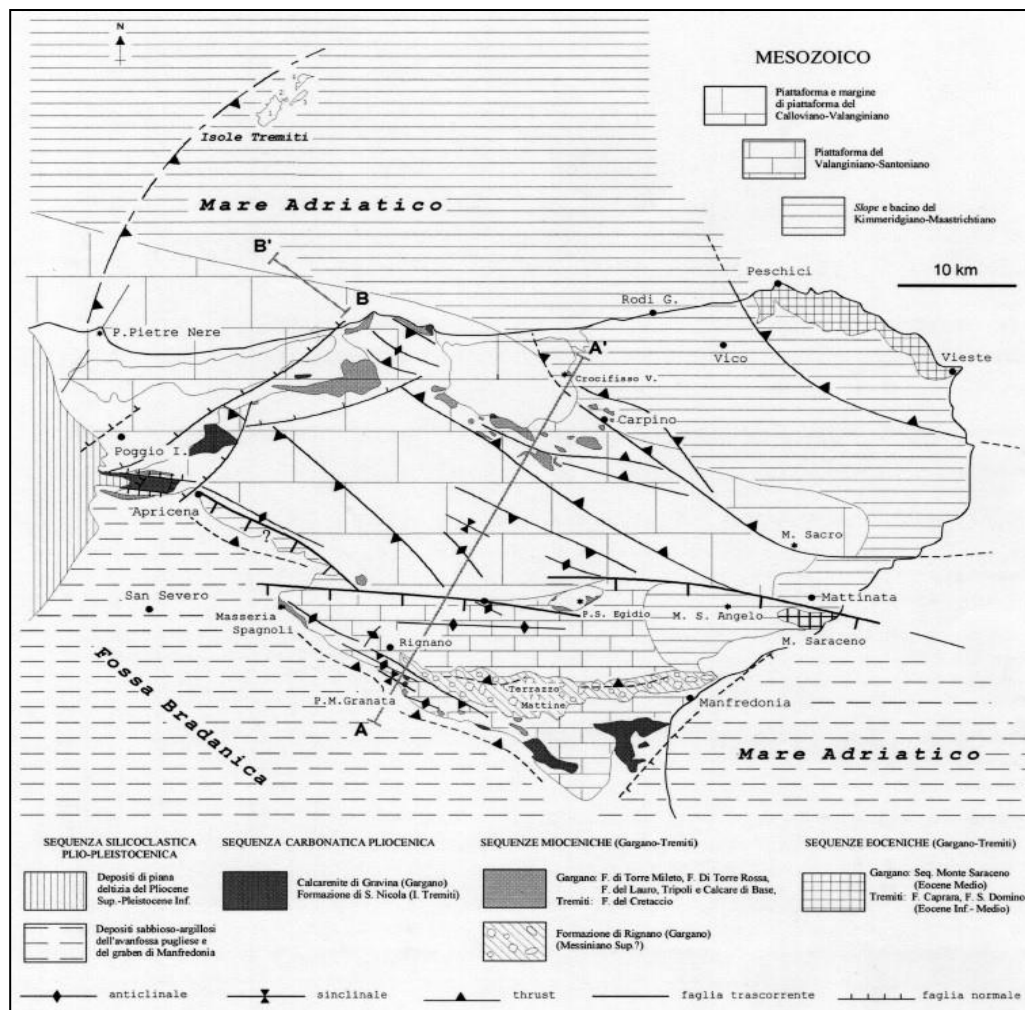 N
MESOZOICO
Piattaforma e margine
di piattaforma del
Calloviano-Valanginiano
Piattaforma del
Valanginiano-Santoniano
Slope e bacino del
Kimmeridgiano-Maastrichtiano
10 km
Isole Tremiti
Mare Adriatico
B'
B
Peschici
Rodi G.
P.Pietre Nere
Vico
Vieste
A'
Crocifisso V.
Carpino
Poggio I.
Apricena
?
M. Sacro
San Severo
Masseria
Spagnoli
P.S. Egidio
M. S. Angelo
Mattinata
M. Saraceno
Rignano
Fossa Bradanica
P.M.Granata
Terrazzo
Mattine
Manfredonia
A
Mare Adriatico
SEQUENZA SILICOCLASTICA
PLIO-PLEISTOCENICA
Depositi di piana
deltizia del Pliocene
Sup.-Pleistocene Inf.
Depositi sabbioso-argillosi
dell'avanfossa pugliese e
del graben di Manfredonia
SEQUENZA CARBONATICA PLIOCENICA
Calcarenite di Gravina (Gargano)
Formazione di S. Nicola (I. Tremiti)
SEQUENZE MIOCENICHE (Gargano-Tremiti)
Gargano: F. di Torre Mileto, F. Di Torre Rossa,
F. del Lauro, Tripoli e Calcare di Base,
Tremiti: F. del Cretaccio
Formazione di Rignano (Gargano)
(Messiniano Sup.?)
SEQUENZE EOCENICHE (Gargano-Tremiti)
Gargano: Seq. Monte Saraceno
(Eocene Medio)
Tremiti: F. Caprara, F. S. Domino
(Eocene Inf.- Medio)
anticlinale
sinclinale
thrust
faglia trascorrente
faglia normale